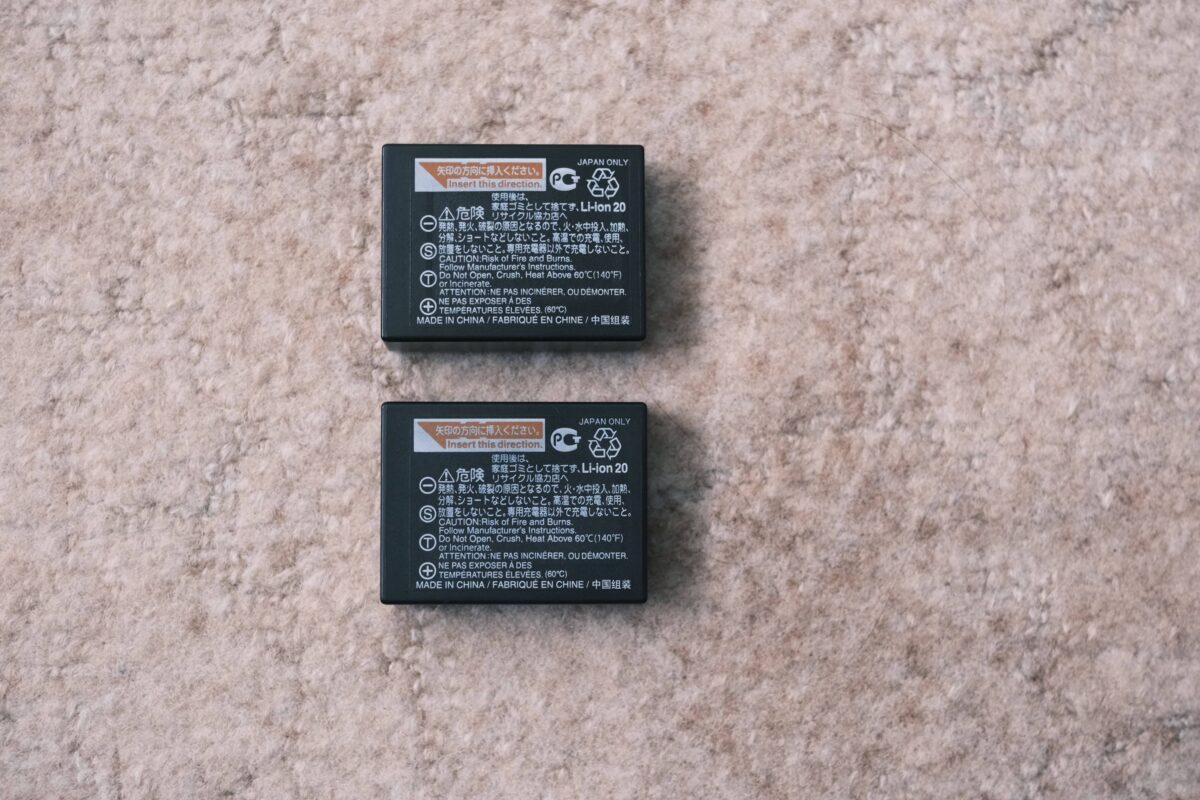 JAPAN ONLY
矢印の方向に挿入ください。
Insert this direction.
使用後は、
家庭ゴミとして捨てず、Li-ion 20
⚠危険 リサイクル協力店へ
⊖発熱、発火、破裂の原因となるので、火・水中投入、加熱、
分解、ショートなどしないこと。高温での充電、使用、
Ⓢ放置をしないこと。専用充電器以外で充電しないこと。
CAUTION:Risk of Fire and Burns.
Follow Manufacturer's Instructions.
ⓉDo Not Open, Crush, Heat Above 60℃(140°F)
or Incinerate.
ATTENTION:NE PAS INCINÉRER, OU DÉMONTER.
⊕NE PAS EXPOSER À DES
TEMPÉRATURES ÉLEVÉES. (60℃)
MADE IN CHINA / FABRIQUÉ EN CHINE / 中国组装
JAPAN ONLY
矢印の方向に挿入ください。
Insert this direction.
使用後は、
家庭ゴミとして捨てず、Li-ion 20
⚠危険 リサイクル協力店へ
⊖発熱、発火、破裂の原因となるので、火・水中投入、加熱、
分解、ショートなどしないこと。高温での充電、使用、
Ⓢ放置をしないこと。専用充電器以外で充電しないこと。
CAUTION:Risk of Fire and Burns.
Follow Manufacturer's Instructions.
ⓉDo Not Open, Crush, Heat Above 60℃(140°F)
or Incinerate.
ATTENTION:NE PAS INCINÉRER, OU DÉMONTER.
⊕NE PAS EXPOSER À DES
TEMPÉRATURES ÉLEVÉES. (60℃)
MADE IN CHINA / FABRIQUÉ EN CHINE / 中国组装